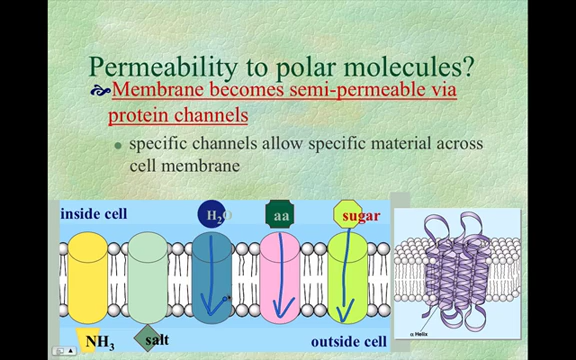 Permeability to polar molecules?
Membrane becomes semi-permeable via
protein channels
specific channels allow specific material across
cell membrane
inside cell
H2O
aa
sugar
NH3
salt
outside cell
α Helix